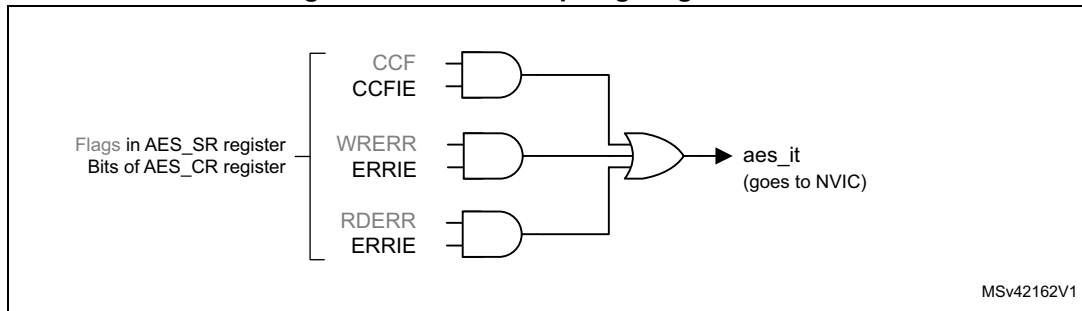 Flags in AES_SR register
Bits of AES_CR register
CCF
CCFIE
WRERR
ERRIE
RDERR
ERRIE
aes_it
(goes to NVIC)
MSv42162V1